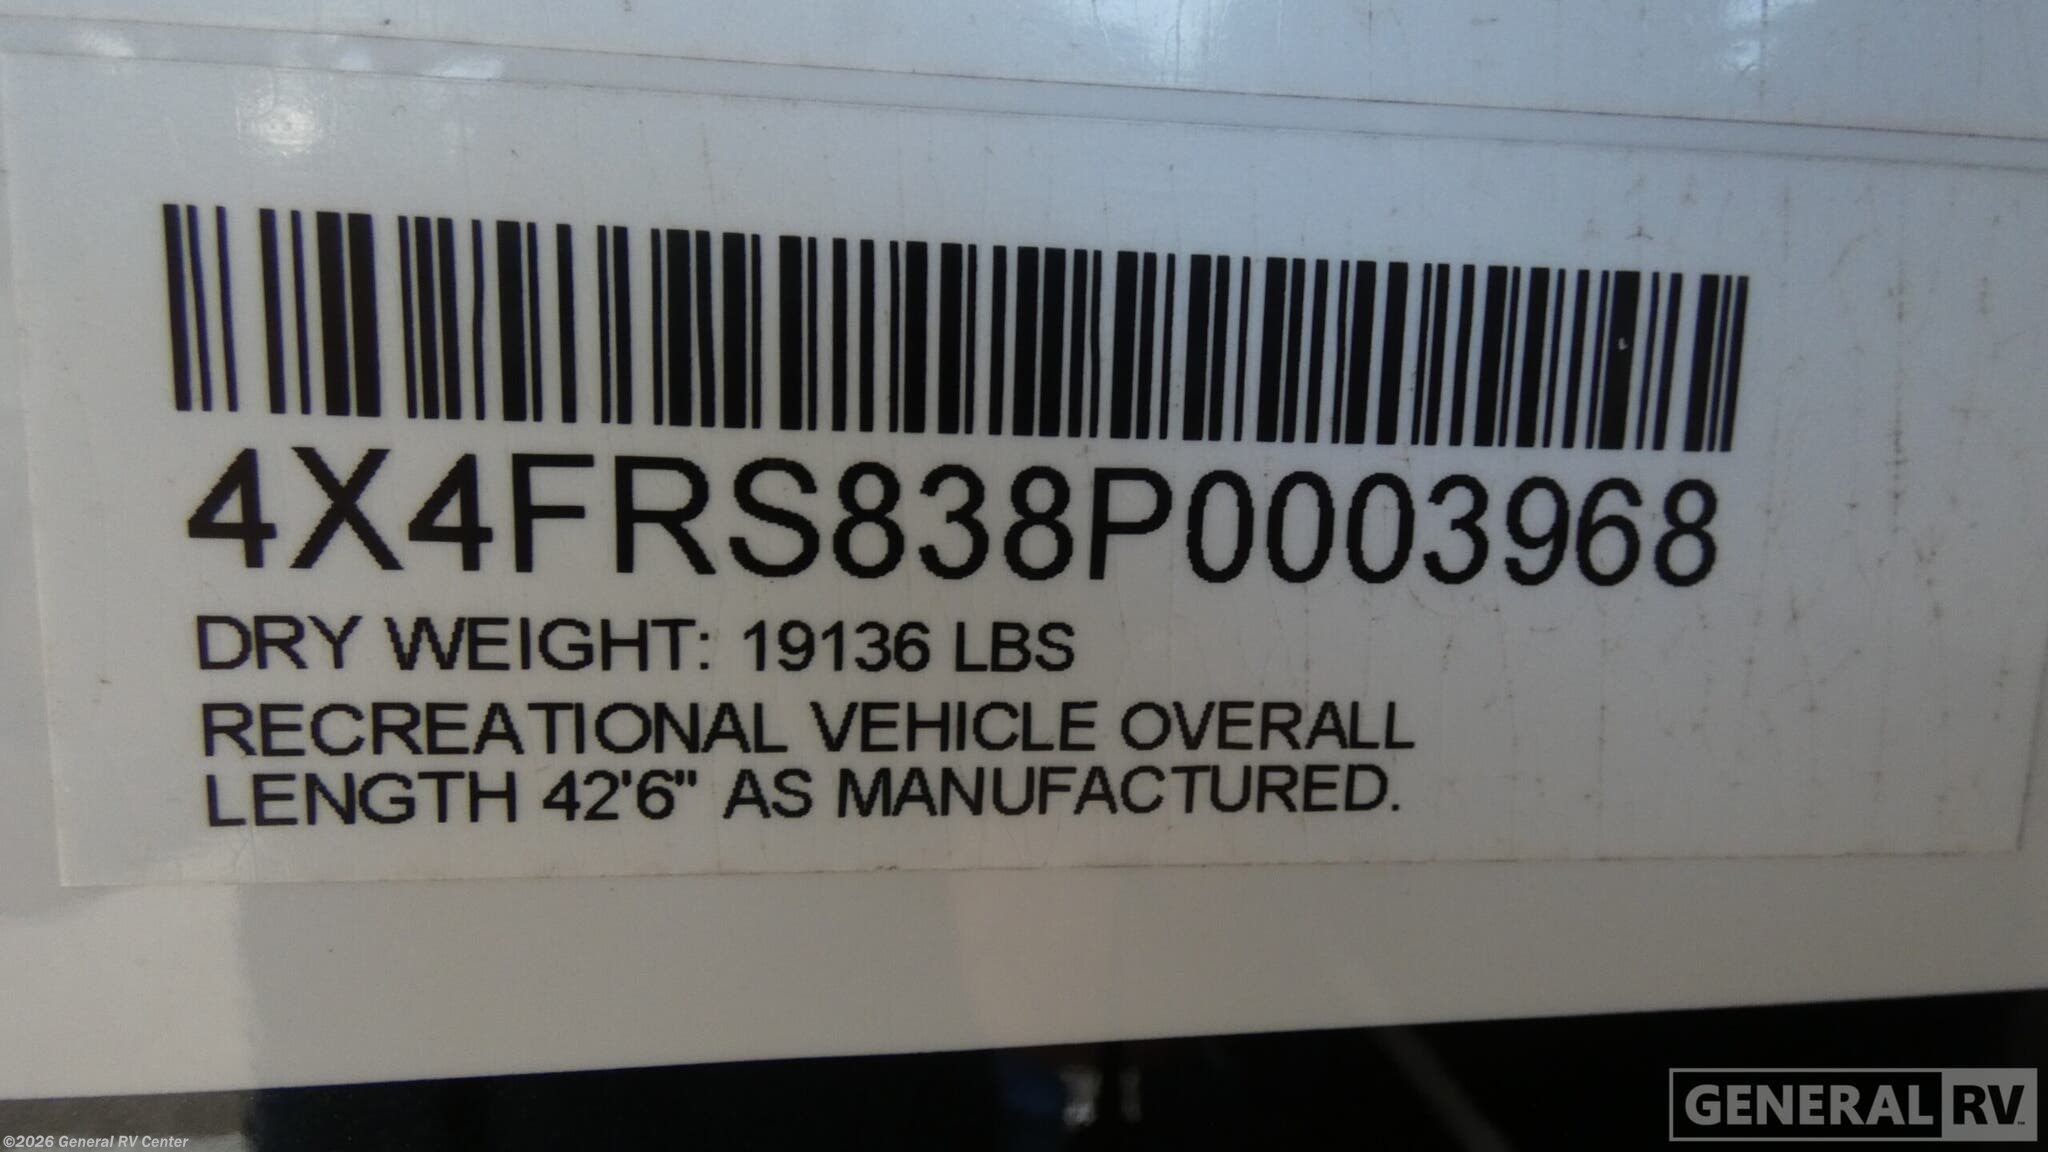 4X4FRS838P0003968
DRY WEIGHT: 19136 LBS
RECREATIONAL VEHICLE OVERALL
LENGTH 42'6" AS MANUFACTURED.
GENERAL RV
©2026 General RV Center